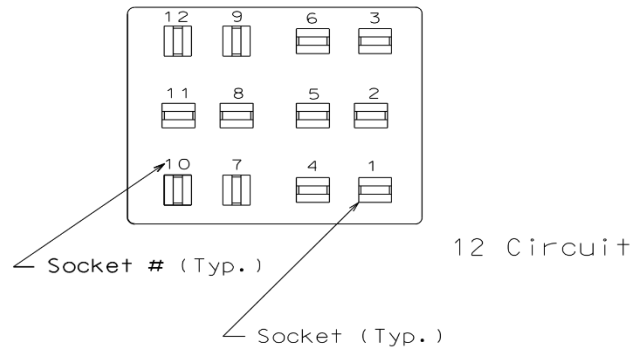 12 9 6 3
11 8 5 2
10 7 4 1
12 Circuit
Socket # (Typ.)
Socket (Typ.)